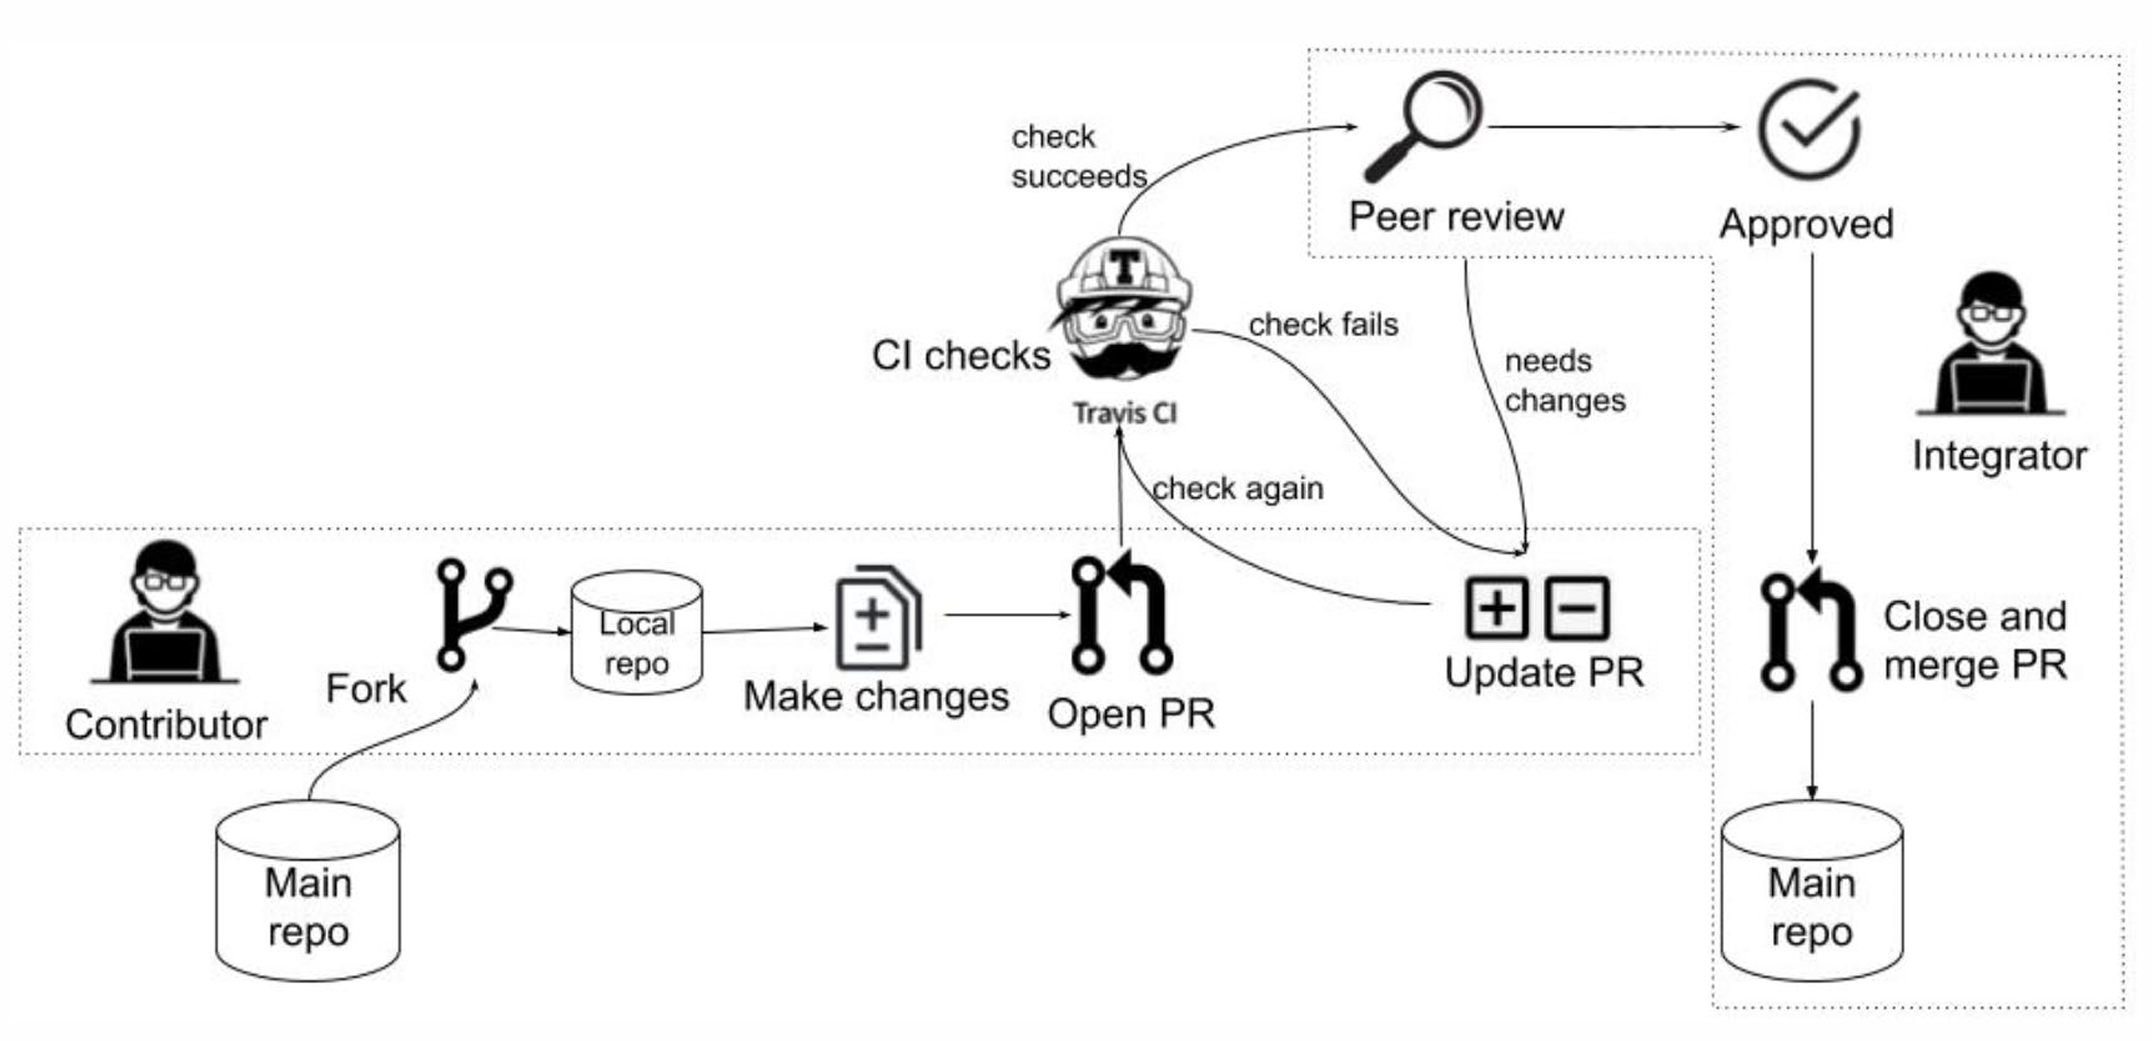 check
succeeds
Peer review
Approved
T
CI checks
Travis CI
check fails
needs
changes
Integrator
check again
Contributor
Fork
Local
repo
Make changes
Open PR
Update PR
Close and
merge PR
Main
repo
Main
repo